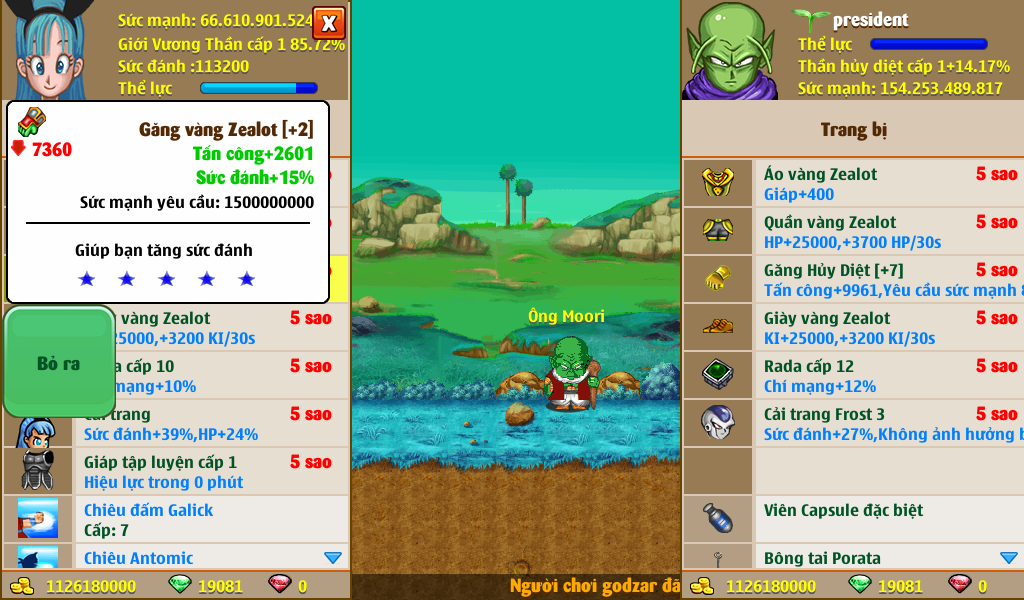 Sức mạnh: 66.610.901.524
X
Giới Vương Thần cấp 1 85.72%
Sức đánh :113200
Thể lực
Găng vàng Zealot [+2]
7360
Tấn công+2601
Sức đánh+15%
Sức mạnh yêu cầu: 1500000000
Giúp bạn tăng sức đánh
vàng Zealot
5 sao
5000,+3200 KI/30s
Bỏ ra
cấp 10
5 sao
mạng+10%
Cải trang
5 sao
Sức đánh+39%,HP+24%
Giáp tập luyện cấp 1
5 sao
Hiệu lực trong 0 phút
Chiêu đấm Galick
Cấp: 7
Chiêu Antomic
1126180000
19081
0
Ông Moori
Người chơi godzar đã
president
Thể lực
Thần hủy diệt cấp 1+14.17%
Sức mạnh: 154.253.489.817
Trang bị
Áo vàng Zealot
5 sao
Giáp+400
Quần vàng Zealot
5 sao
HP+25000,+3700 HP/30s
Găng Hủy Diệt [+7]
5 sao
Tấn công+9961,Yêu cầu sức mạnh 8
Giày vàng Zealot
5 sao
KI+25000,+3200 KI/30s
Rada cấp 12
5 sao
Chí mạng+12%
Cải trang Frost 3
5 sao
Sức đánh+27%,Không ảnh hưởng b
Viên Capsule đặc biệt
Bông tai Porata
1126180000
19081
0